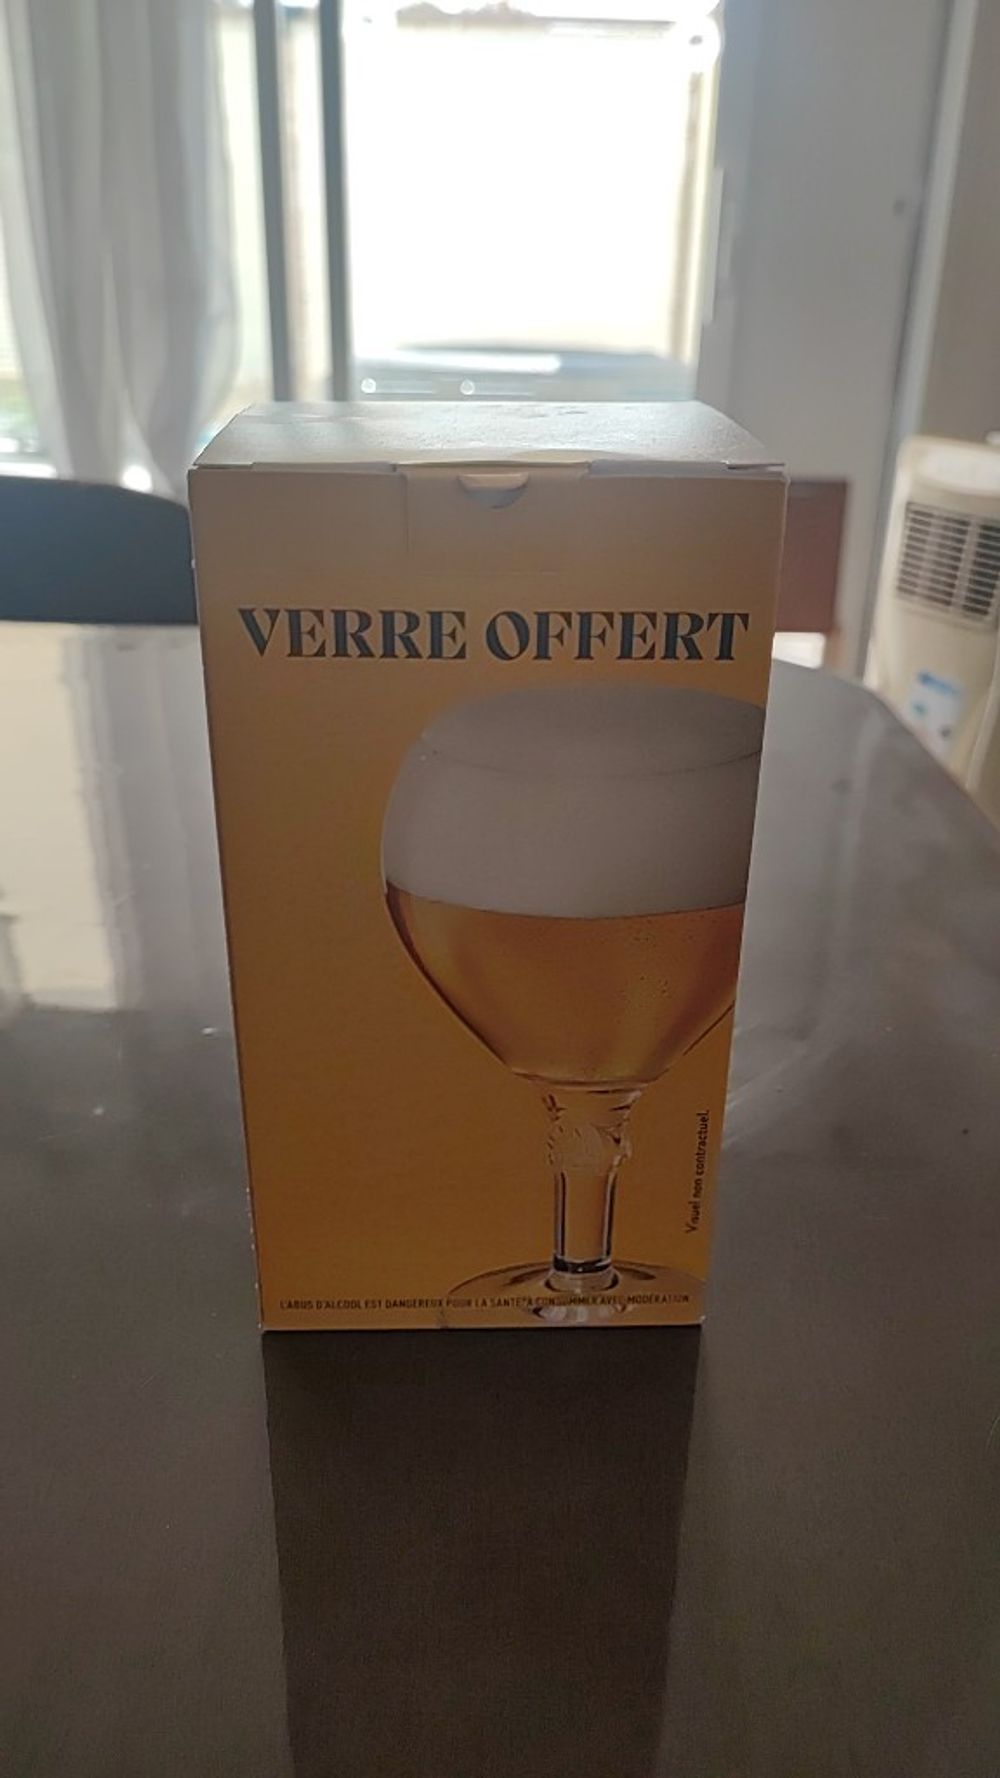 VERRE OFFERT
Visuel non contractuel.
L'ABUS D'ALCOOL EST DANGEREUX POUR LA SANTÉ. À CONSOMMER AVEC MODÉRATION